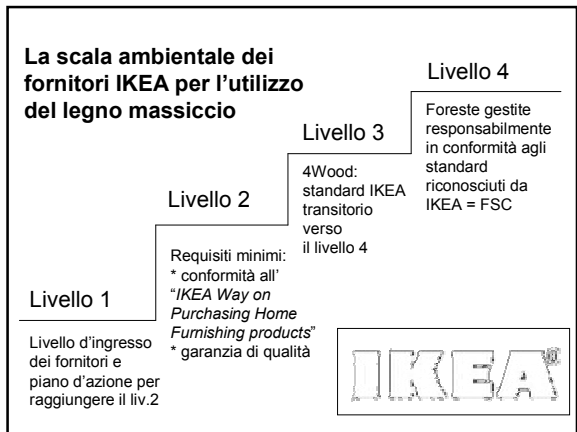 La scala ambientale dei
fornitori IKEA per l'utilizzo
del legno massiccio
Livello 1
Livello d'ingresso
dei fornitori e
piano d'azione per
raggiungere il liv.2
Livello 2
Requisiti minimi:
* conformità all'
"IKEA Way on
Purchasing Home
Furnishing products"
* garanzia di qualità
Livello 3
4Wood:
standard IKEA
transitorio
verso
il livello 4
Livello 4
Foreste gestite
responsabilmente
in conformità agli
standard
riconosciuti da
IKEA = FSC
IKEA®